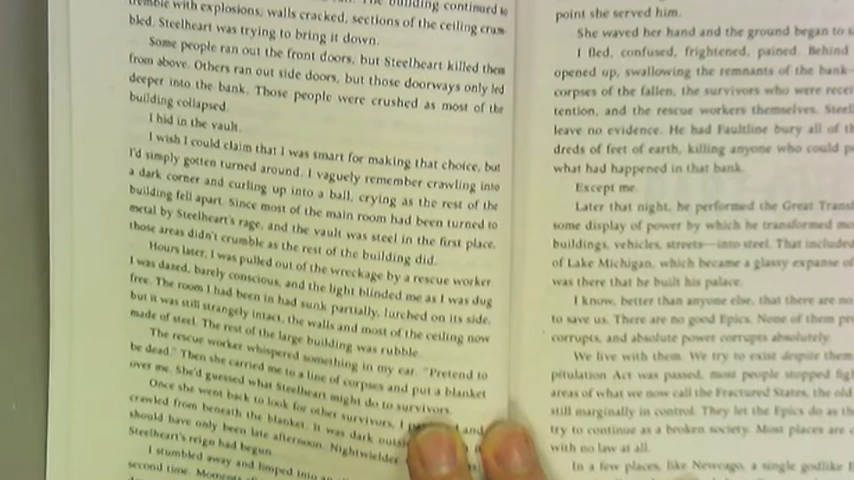 The building continued to
tremble with explosions, walls cracked, sections of the ceiling crum-
bled. Steelheart was trying to bring it down.
Some people ran out the front doors, but Steelheart killed them
from above. Others ran out side doors, but those doorways only led
deeper into the bank. Those people were crushed as most of the
building collapsed.
I hid in the vault.
I wish I could claim that I was smart for making that choice, but
I'd simply gotten turned around. I vaguely remember crawling into
a dark corner and curling up into a ball, crying as the rest of the
building fell apart. Since most of the main room had been turned to
metal by Steelheart's rage, and the vault was steel in the first place,
those areas didn't crumble as the rest of the building did.
Hours later, I was pulled out of the wreckage by a rescue worker.
I was dazed, barely conscious, and the light blinded me as I was dug
free. The room I had been in had sunk partially, lurched on its side,
but it was still strangely intact, the walls and most of the ceiling now
made of steel. The rest of the large building was rubble.
The rescue worker whispered something in my ear. "Pretend to
be dead." Then she carried me to a line of corpses and put a blanket
over me. She'd guessed what Steelheart might do to survivors.
Once she went back to look for other survivors, I and
crawled from beneath the blanket. It was dark outside
should have only been late afternoon. Nightwielder
Steelheart's reign had begun.
I stumbled away and limped into an
second time.
point she served him.
She waved her hand and the ground began to
I fled, confused, frightened, pained. Behind
opened up, swallowing the remnants of the bank—
corpses of the fallen, the survivors who were
tention, and the rescue workers themselves.
leave no evidence. He had Faultline bury all of
dreds of feet of earth, killing anyone who could
what had happened in that bank.
Except me.
Later that night, he performed the Great
some display of power by which he transformed
buildings, vehicles, streets—into steel. That included
of Lake Michigan, which became a glassy expanse of
was there that he built his palace.
I know, better than anyone else, that there are no
to save us. There are no good Epics. None of them
corrupts, and absolute power corrupts absolutely.
We live with them. We try to exist despite them
pitulation Act was passed, most people stopped
areas of what we now call the Fractured States, the old
still marginally in control. They let the Epics do as
try to continue as a broken society. Most places are
with no law at all.
In a few places, like Newcago, a single godlike